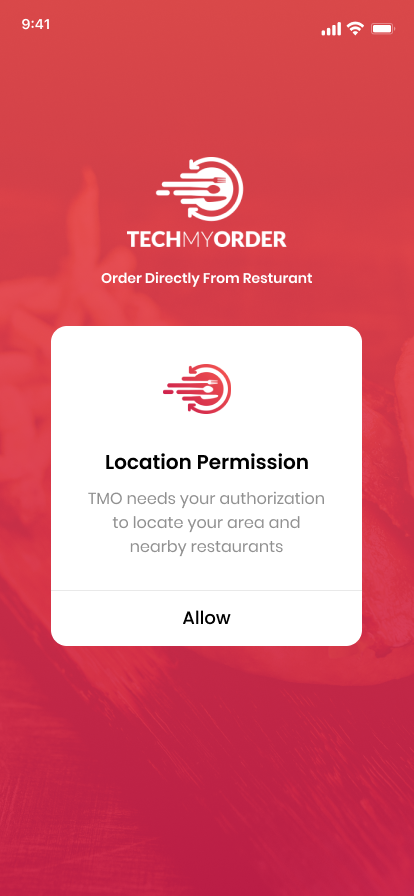 9:41
TECHMYORDER
Order Directly From Resturant
Location Permission
TMO needs your authorization
to locate your area and
nearby restaurants
Allow